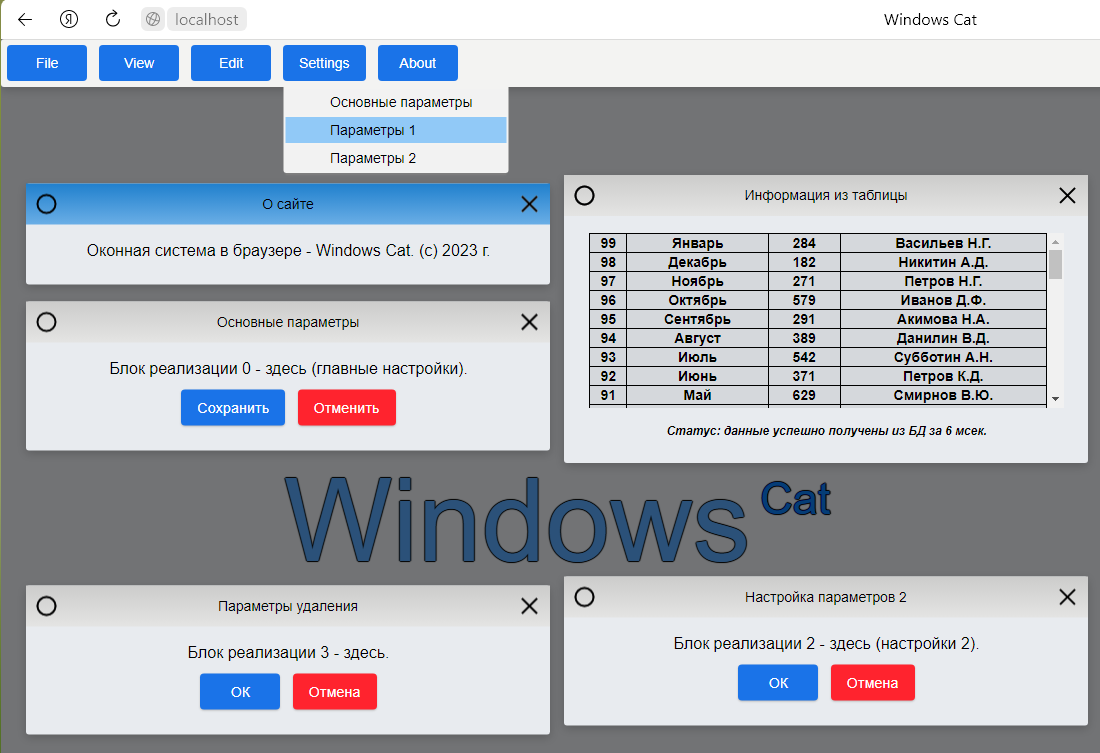 localhost
Windows Cat
File View Edit Settings About
Основные параметры
Параметры 1
Параметры 2
О сайте
Оконная система в браузере - Windows Cat. (c) 2023 г.
Основные параметры
Блок реализации 0 - здесь (главные настройки).
Сохранить Отменить
Информация из таблицы
99 Январь 284 Васильев Н.Г.
98 Декабрь 182 Никитин А.Д.
97 Ноябрь 271 Петров Н.Г.
96 Октябрь 579 Иванов Д.Ф.
95 Сентябрь 291 Акимова Н.А.
94 Август 389 Данилин В.Д.
93 Июль 542 Субботин А.Н.
92 Июнь 371 Петров К.Д.
91 Май 629 Смирнов В.Ю.
Статус: данные успешно получены из БД за 6 мсек.
Windows Cat
Параметры удаления
Блок реализации 3 - здесь.
ОК Отмена
Настройка параметров 2
Блок реализации 2 - здесь (настройки 2).
ОК Отмена